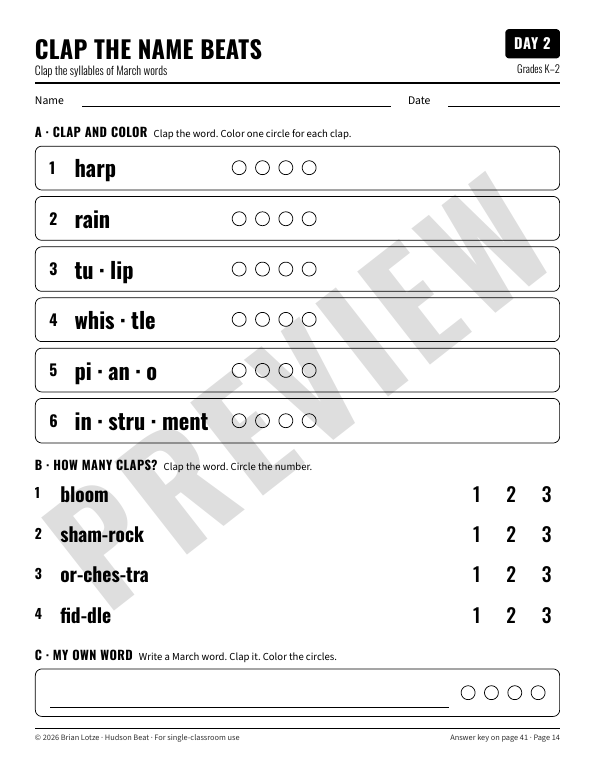 CLAP THE NAME BEATS
DAY 2
Clap the syllables of March words
Grades K–2
Name
Date
A · CLAP AND COLOR Clap the word. Color one circle for each clap.
1 harp
2 rain
3 tu · lip
4 whis · tle
5 pi · an · o
6 in · stru · ment
B · HOW MANY CLAPS? Clap the word. Circle the number.
1 bloom 1 2 3
2 sham-rock 1 2 3
3 or-ches-tra 1 2 3
4 fid-dle 1 2 3
C · MY OWN WORD Write a March word. Clap it. Color the circles.
© 2026 Brian Lotze · Hudson Beat · For single-classroom use
Answer key on page 41 · Page 14
PREVIEW